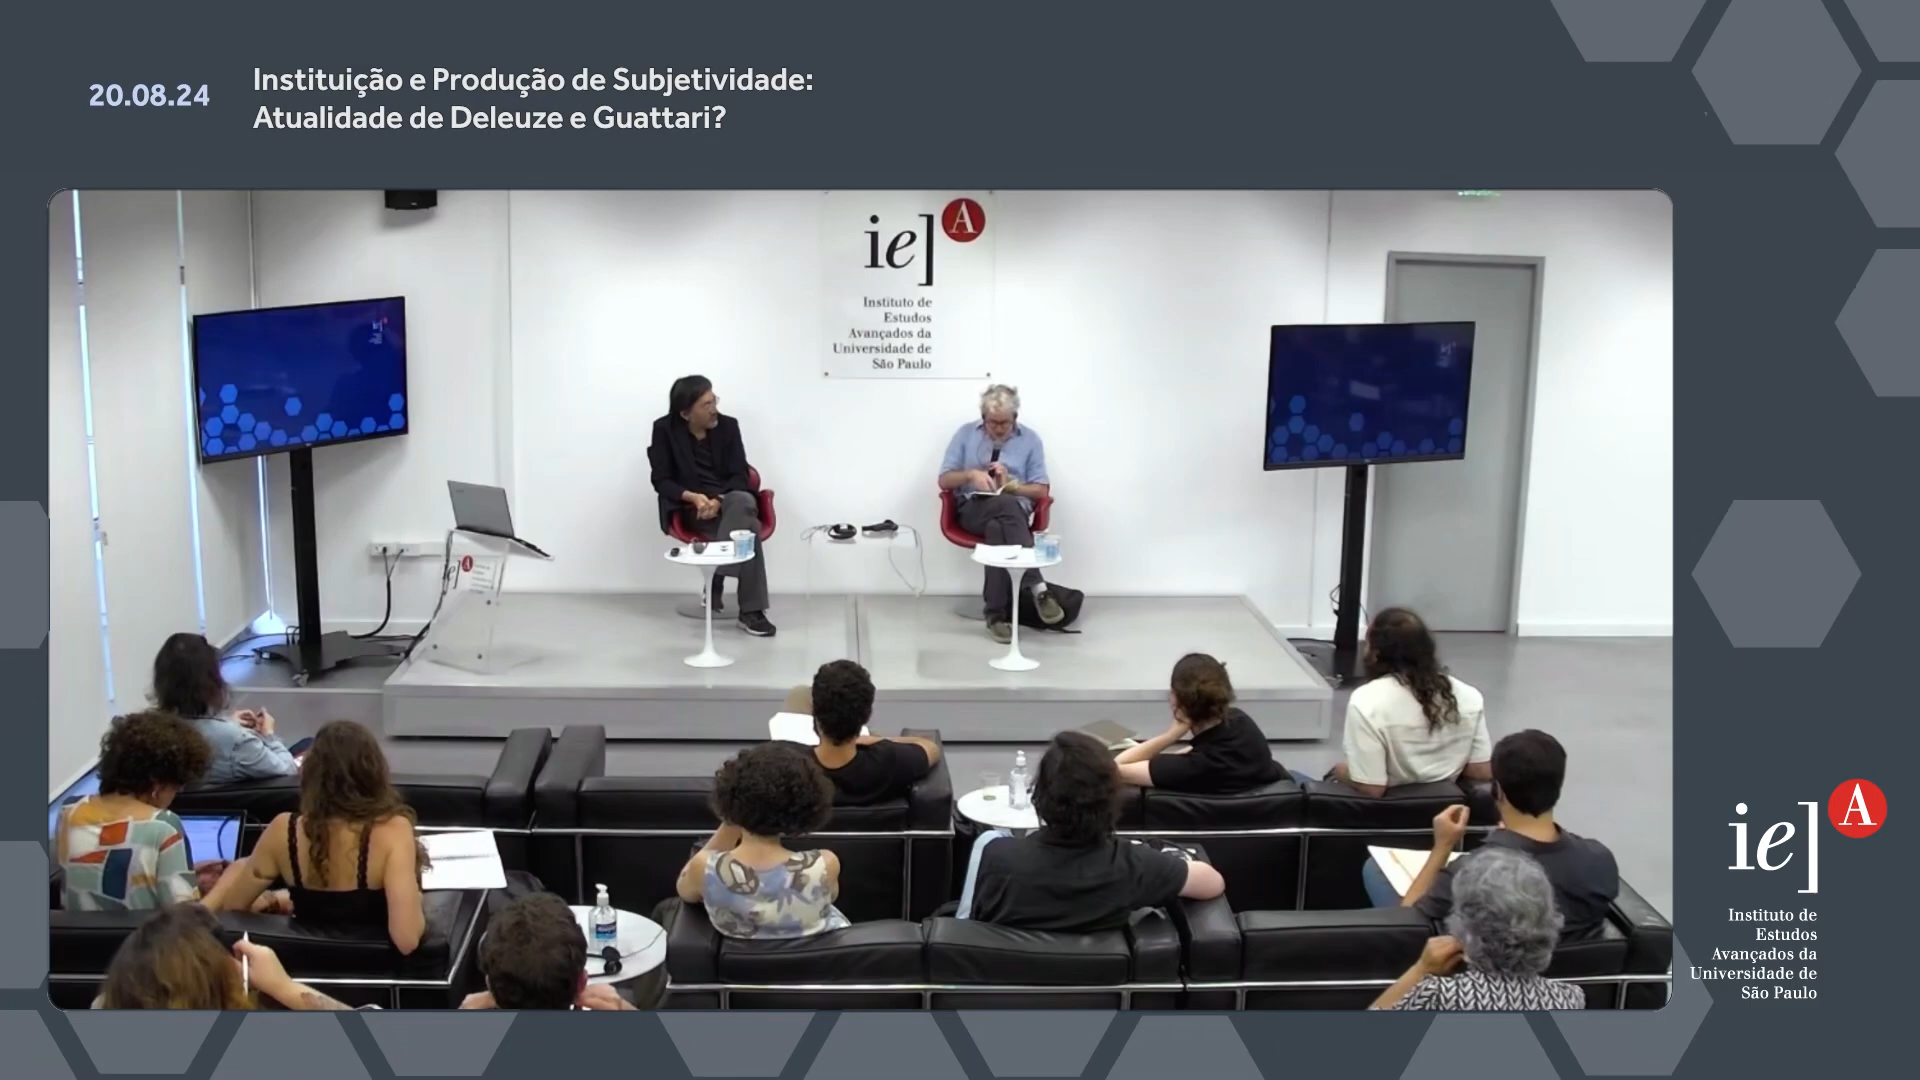 20.08.24
Instituição e Produção de Subjetividade:
Atualidade de Deleuze e Guattari?
ie] A
Instituto de
Estudos
Avançados da
Universidade de
São Paulo
ie] A
ie] A
Instituto de
Estudos
Avançados da
Universidade de
São Paulo